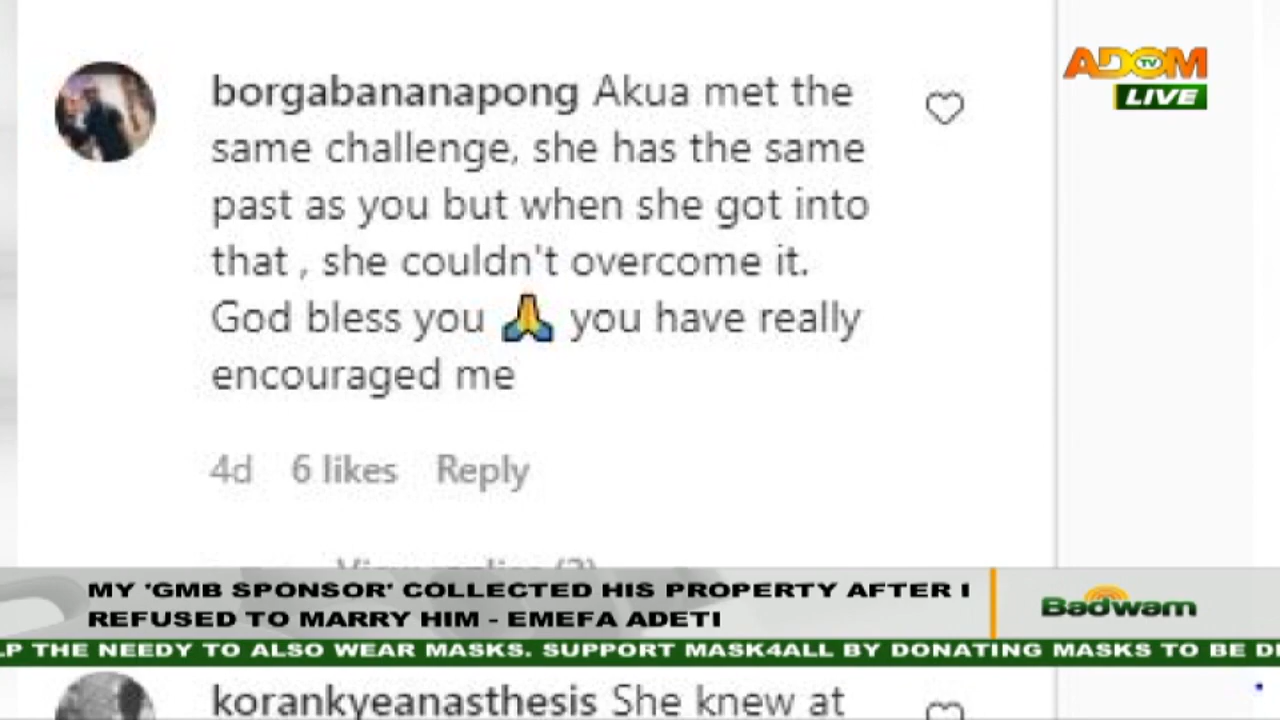 borgabananapong Akua met the
same challenge, she has the same
past as you but when she got into
that , she couldn't overcome it.
God bless you 🙏 you have really
encouraged me
4d 6 likes Reply
ADOM TV
LIVE
MY 'GMB SPONSOR' COLLECTED HIS PROPERTY AFTER I
REFUSED TO MARRY HIM - EMEFA ADETI
Badwam
LP THE NEEDY TO ALSO WEAR MASKS. SUPPORT MASK4ALL BY DONATING MASKS TO BE DI
korankyeanasthesis She knew at